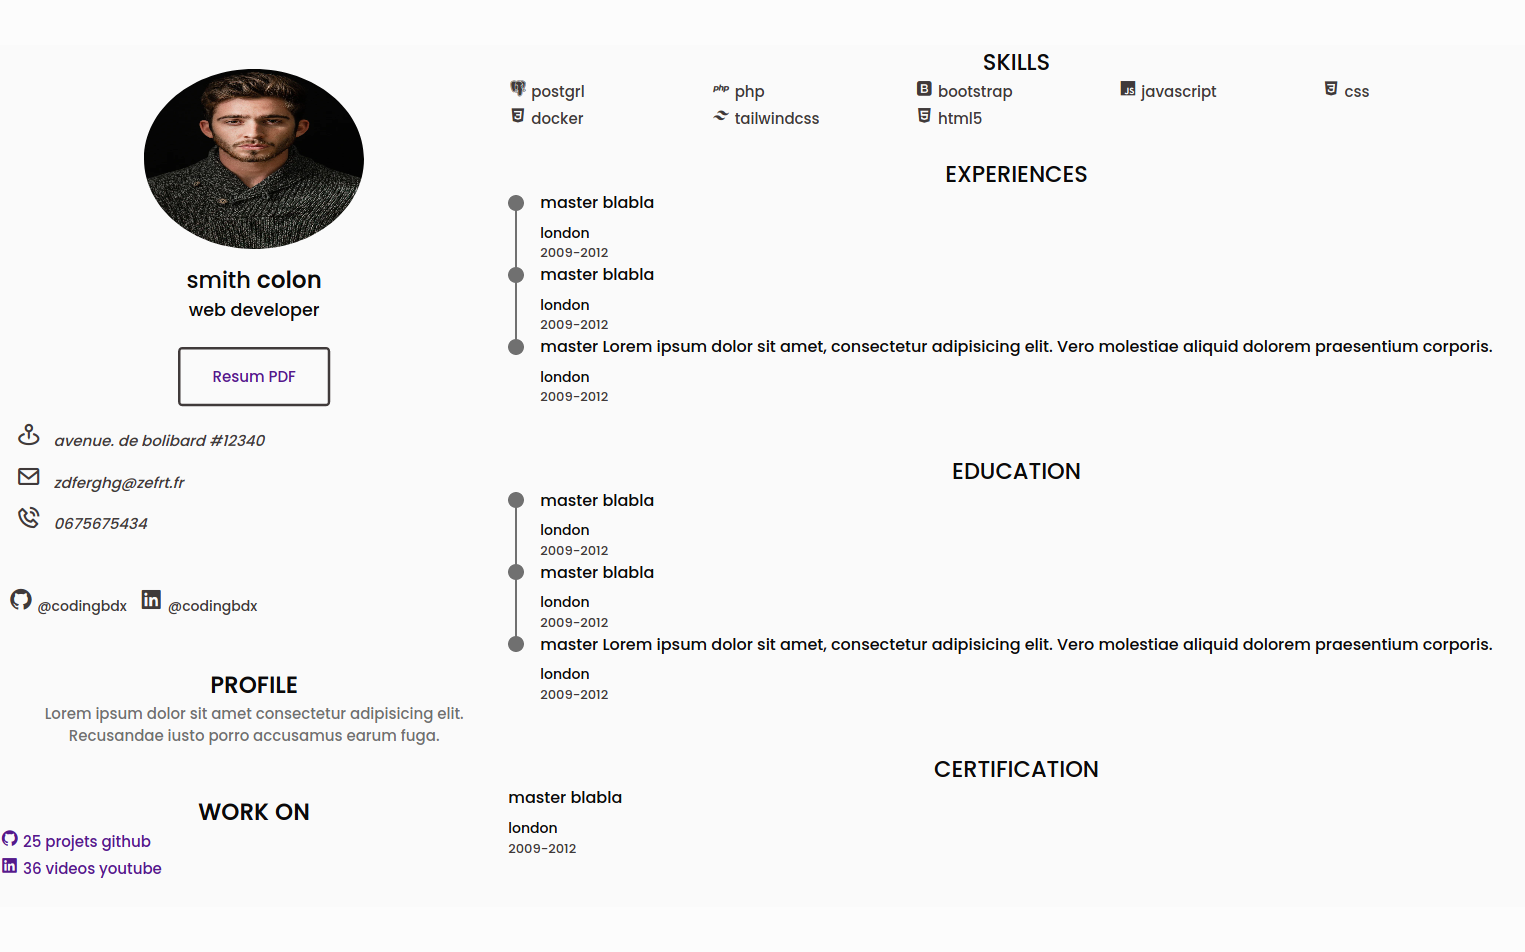 smith colon
web developer
Resum PDF
avenue. de bolibard #12340
zdferghg@zefrt.fr
0675675434
@codingbdx @codingbdx
PROFILE
Lorem ipsum dolor sit amet consectetur adipisicing elit.
Recusandae iusto porro accusamus earum fuga.
WORK ON
25 projets github
36 videos youtube
SKILLS
postgrl php bootstrap javascript css
docker tailwindcss html5
EXPERIENCES
master blabla
london
2009-2012
master blabla
london
2009-2012
master Lorem ipsum dolor sit amet, consectetur adipisicing elit. Vero molestiae aliquid dolorem praesentium corporis.
london
2009-2012
EDUCATION
master blabla
london
2009-2012
master blabla
london
2009-2012
master Lorem ipsum dolor sit amet, consectetur adipisicing elit. Vero molestiae aliquid dolorem praesentium corporis.
london
2009-2012
CERTIFICATION
master blabla
london
2009-2012